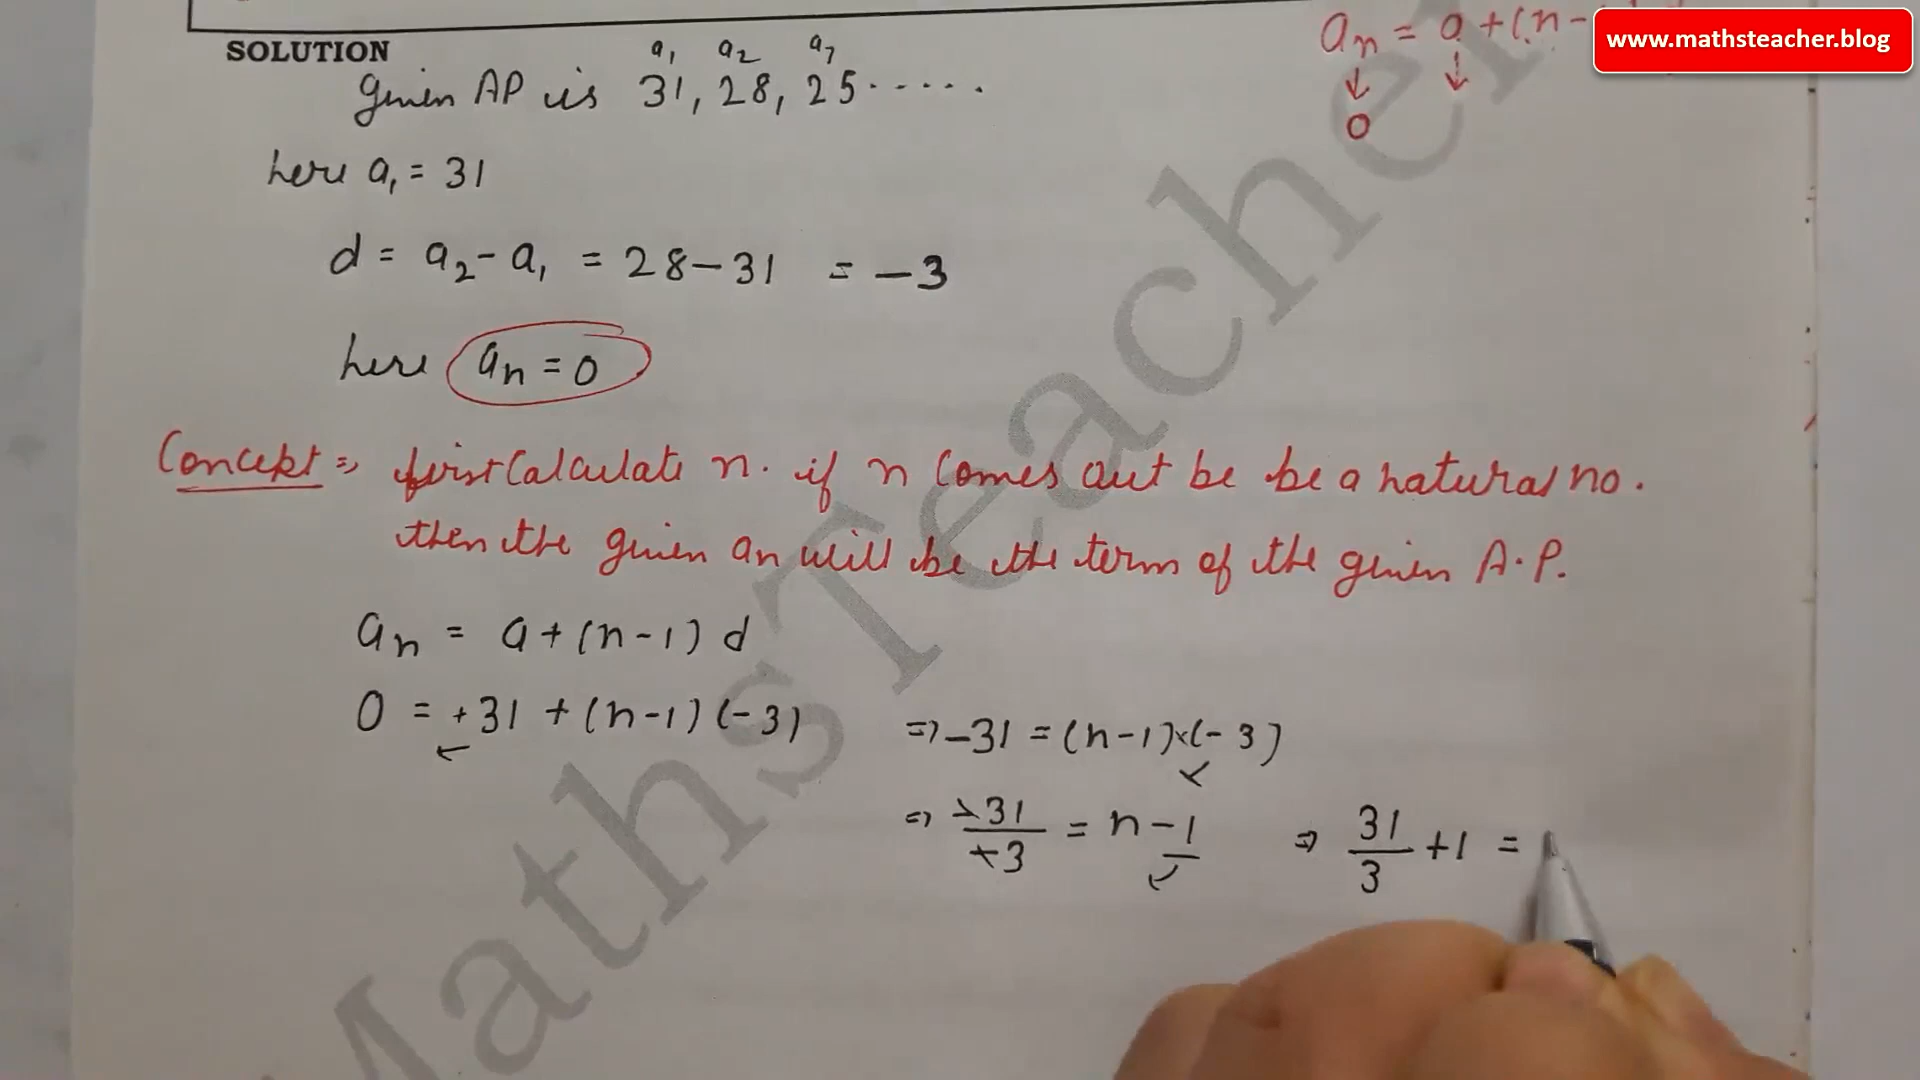 aₙ = a + (n -
www.mathsteacher.blog
↓ ↓
0
SOLUTION
a₁ a₂ a₃
given AP is 31, 28, 25 ......
here a₁ = 31
d = a₂ - a₁ = 28 - 31 = -3
here aₙ = 0
Concept ⇒ first Calculate n. if n Comes out be be a natural no.
then the given an will be the term of the given A.P.
aₙ = a + (n - 1) d
0 = +31 + (n - 1) (-3) ⇒ -31 = (n - 1) × (-3)
⇒ -31/-3 = n - 1 ⇒ 31/3 + 1 =
MathsTeacher